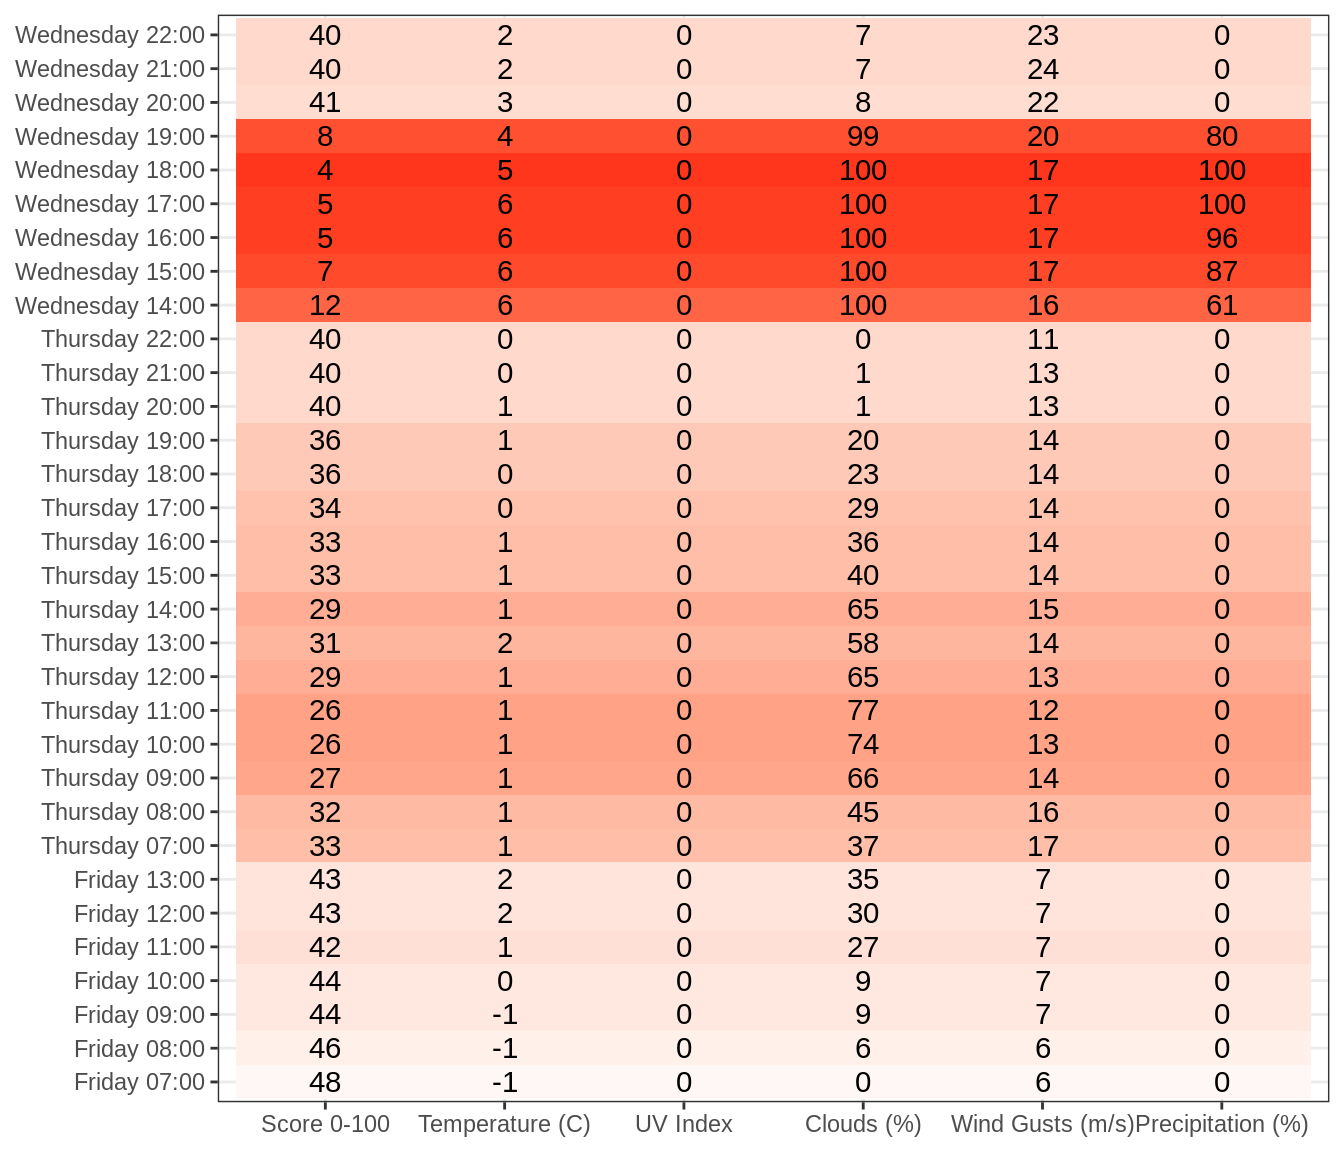 Wednesday 22:00 40 2 0 7 23 0
Wednesday 21:00 40 2 0 7 24 0
Wednesday 20:00 41 3 0 8 22 0
Wednesday 19:00 8 4 0 99 20 80
Wednesday 18:00 4 5 0 100 17 100
Wednesday 17:00 5 6 0 100 17 100
Wednesday 16:00 5 6 0 100 17 96
Wednesday 15:00 7 6 0 100 17 87
Wednesday 14:00 12 6 0 100 16 61
Thursday 22:00 40 0 0 0 11 0
Thursday 21:00 40 0 0 1 13 0
Thursday 20:00 40 1 0 1 13 0
Thursday 19:00 36 1 0 20 14 0
Thursday 18:00 36 0 0 23 14 0
Thursday 17:00 34 0 0 29 14 0
Thursday 16:00 33 1 0 36 14 0
Thursday 15:00 33 1 0 40 14 0
Thursday 14:00 29 1 0 65 15 0
Thursday 13:00 31 2 0 58 14 0
Thursday 12:00 29 1 0 65 13 0
Thursday 11:00 26 1 0 77 12 0
Thursday 10:00 26 1 0 74 13 0
Thursday 09:00 27 1 0 66 14 0
Thursday 08:00 32 1 0 45 16 0
Thursday 07:00 33 1 0 37 17 0
Friday 13:00 43 2 0 35 7 0
Friday 12:00 43 2 0 30 7 0
Friday 11:00 42 1 0 27 7 0
Friday 10:00 44 0 0 9 7 0
Friday 09:00 44 -1 0 9 7 0
Friday 08:00 46 -1 0 6 6 0
Friday 07:00 48 -1 0 0 6 0
Score 0-100 Temperature (C) UV Index Clouds (%) Wind Gusts (m/s) Precipitation (%)